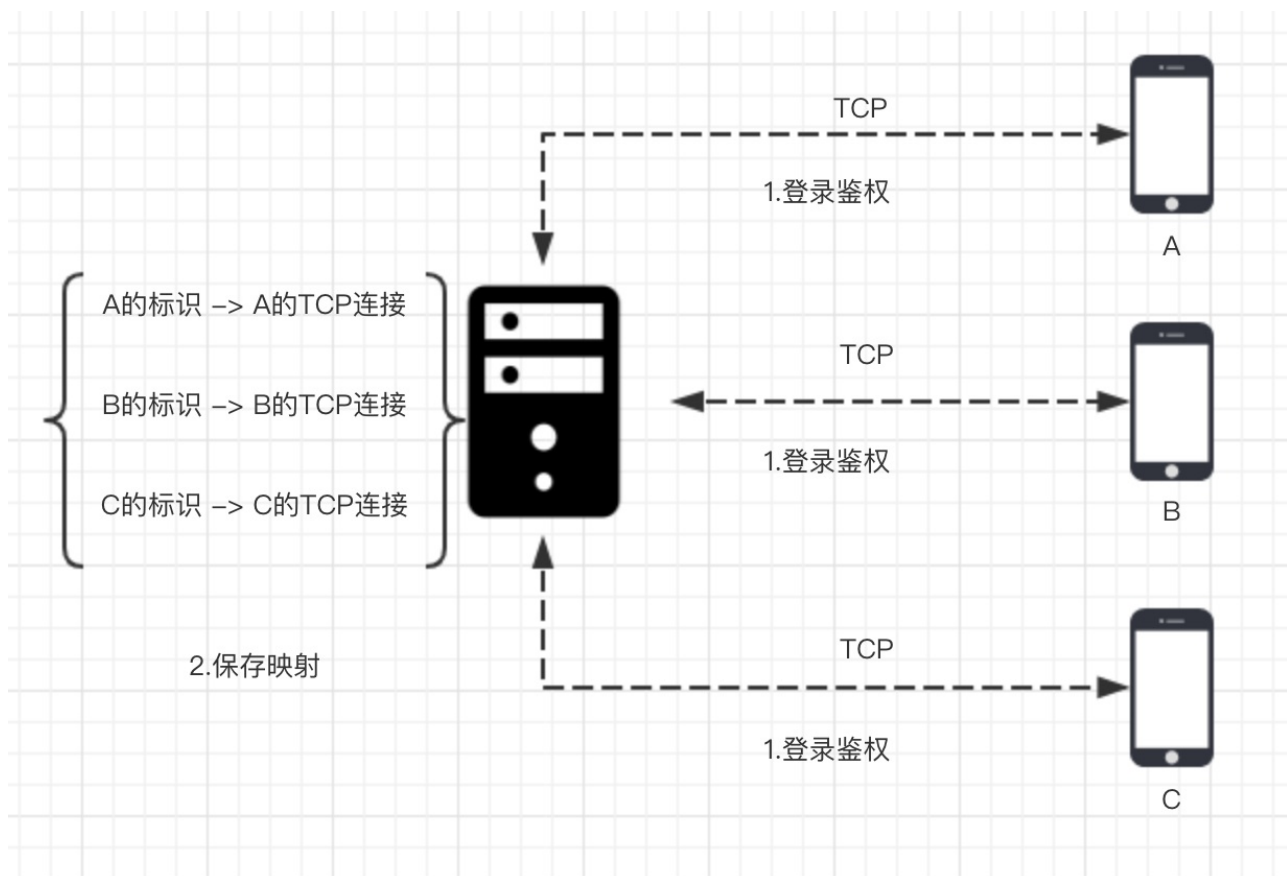 TCP
1.登录鉴权
A
A的标识 –> A的TCP连接
B的标识 –> B的TCP连接
C的标识 –> C的TCP连接
TCP
1.登录鉴权
B
2.保存映射
TCP
1.登录鉴权
C